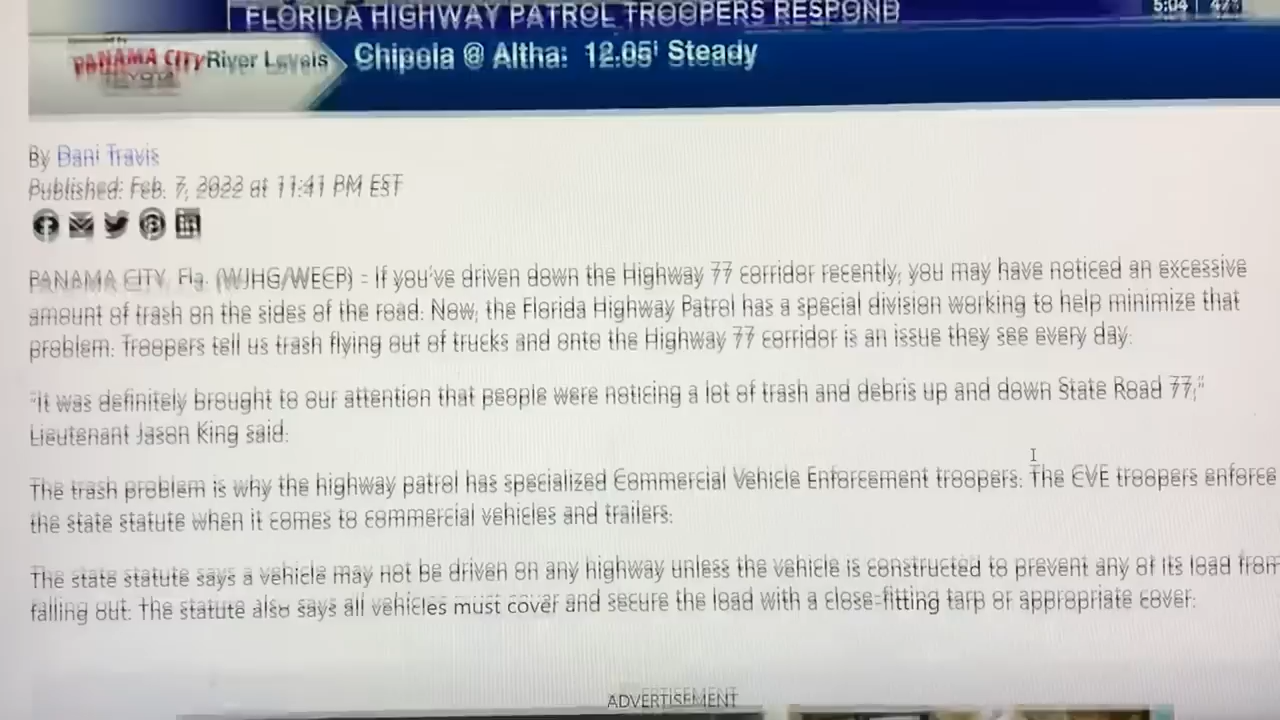 FLORIDA HIGHWAY PATROL TROOPERS RESPOND
5:04
PANAMA CITY River Levels Chipola @ Altha: 12.05' Steady
TOYOTA
By Dani Travis
Published: Feb. 7, 2022 at 11:41 PM EST
PANAMA CITY, Fla. (WJHG/WECP) - If you've driven down the Highway 77 corridor recently, you may have noticed an excessive
amount of trash on the sides of the road. Now, the Florida Highway Patrol has a special division working to help minimize that
problem. Troopers tell us trash flying out of trucks and onto the Highway 77 corridor is an issue they see every day.
"It was definitely brought to our attention that people were noticing a lot of trash and debris up and down State Road 77,"
Lieutenant Jason King said.
The trash problem is why the highway patrol has specialized Commercial Vehicle Enforcement troopers. The CVE troopers enforce
the state statute when it comes to commercial vehicles and trailers.
The state statute says a vehicle may not be driven on any highway unless the vehicle is constructed to prevent any of its load from
falling out. The statute also says all vehicles must cover and secure the load with a close-fitting tarp or appropriate cover.
ADVERTISEMENT